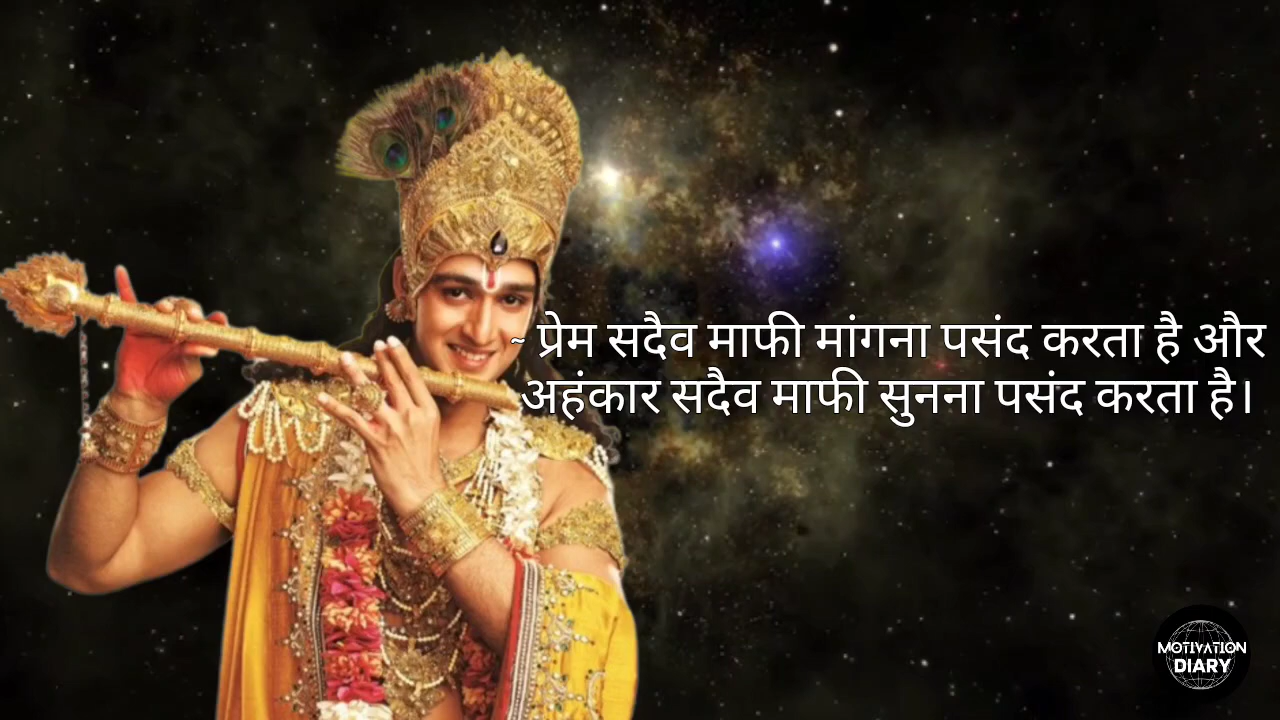 ~ प्रेम सदैव माफी मांगना पसंद करता है और
अहंकार सदैव माफी सुनना पसंद करता है।
MOTIVATION
DIARY